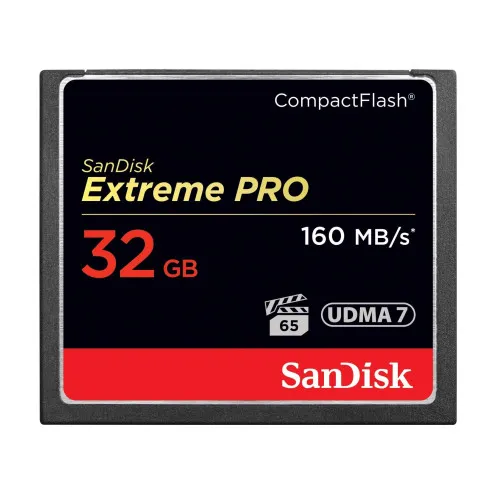 CompactFlash®
SanDisk
Extreme PRO
32 GB
160 MB/s*
65
UDMA 7
SanDisk